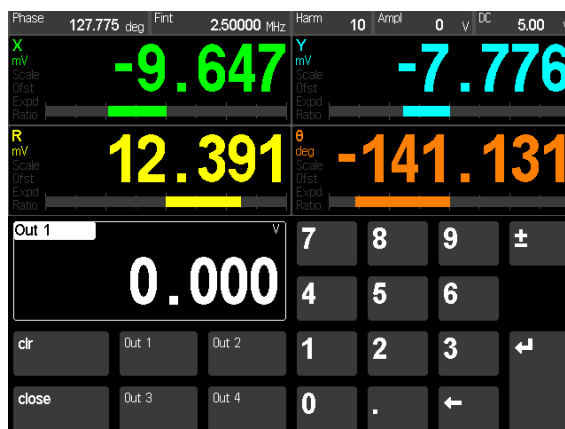 Phase 127.775 deg Fint 2.50000 MHz Harm 10 Ampl 0 V DC 5.00
X
mV
Scale
Ofst
Expd
Ratio
-9.647
Y
mV
Scale
Ofst
Expd
Ratio
-7.776
R
mV
Scale
Ofst
Expd
Ratio
12.391
θ
deg
Scale
Ofst
Expd
Ratio
-141.131
Out 1 V
0.000
7 8 9 ±
4 5 6
clr Out 1 Out 2 1 2 3 ↵
close Out 3 Out 4 0 . ←